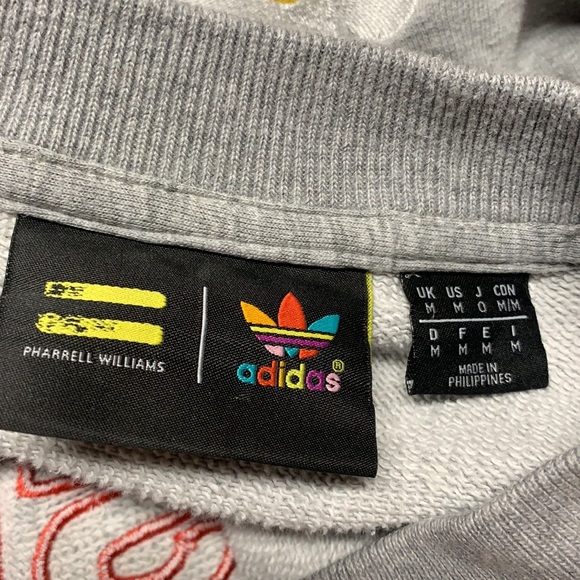 PHARRELL WILLIAMS
adidas®
UK US J CDN
M M O M/M
D F E I
M M M M
MADE IN
PHILIPPINES